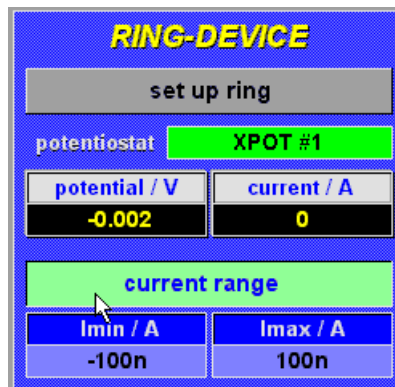 RING-DEVICE
set up ring
potentiostat XPOT #1
potential / V current / A
-0.002 0
current range
Imin / A Imax / A
-100n 100n